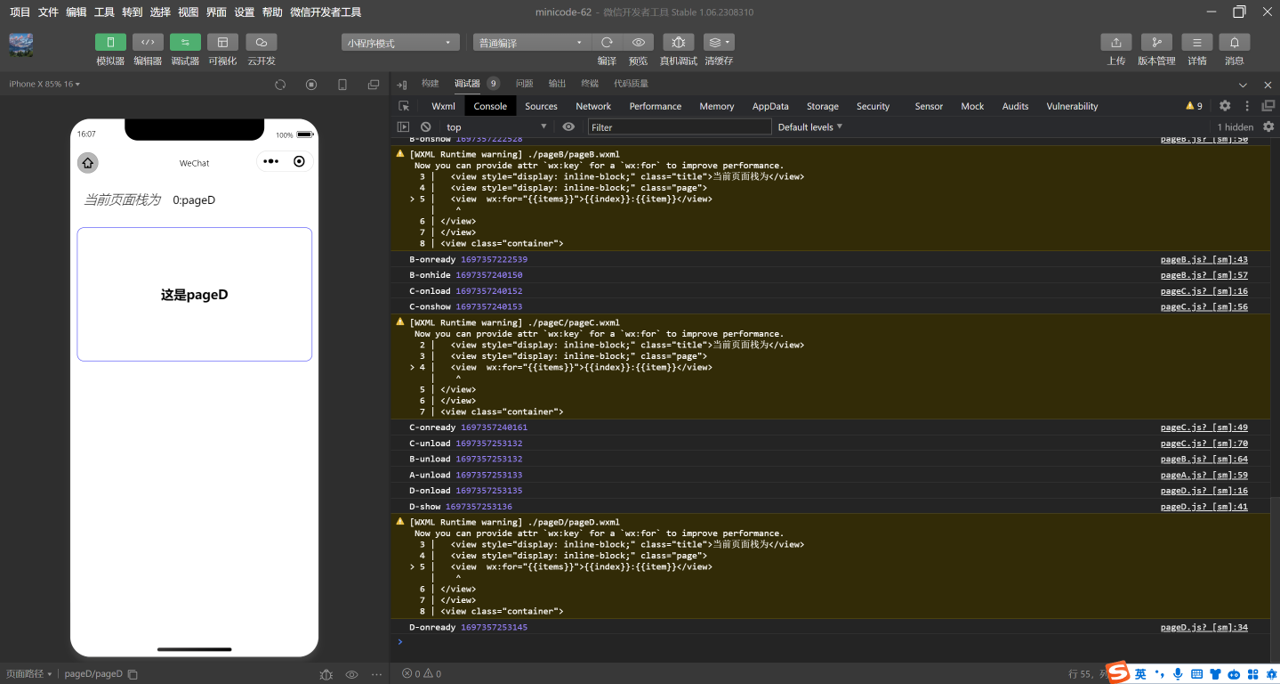 项目 文件 编辑 工具 转到 选择 视图 界面 设置 帮助 微信开发者工具
minicode-62 - 微信开发者工具 Stable 1.06.2308310
小程序模式
普通编译
模拟器 编辑器 调试器 可视化 云开发
编译 预览 真机调试 清缓存
上传 版本管理 详情 消息
iPhone X 85% 16
构建 调试器 9 问题 输出 终端 代码质量
Wxml Console Sources Network Performance Memory AppData Storage Security Sensor Mock Audits Vulnerability 9
top Filter Default levels 1 hidden
16:07 100%
WeChat
当前页面栈为 0:pageD
这是pageD
B-onshow 1697357222528 pageB.js? [sm]:50
[WXML Runtime warning] ./pageB/pageB.wxml
Now you can provide attr `wx:key` for a `wx:for` to improve performance.
3 | <view style="display: inline-block;" class="title">当前页面栈为</view>
4 | <view style="display: inline-block;" class="page">
> 5 | <view  wx:for="{{items}}">{{index}}:{{item}}</view>
| ^
6 | </view>
7 | </view>
8 | <view class="container">
B-onready 1697357222539 pageB.js? [sm]:43
B-onhide 1697357240150 pageB.js? [sm]:57
C-onload 1697357240152 pageC.js? [sm]:16
C-onshow 1697357240153 pageC.js? [sm]:56
[WXML Runtime warning] ./pageC/pageC.wxml
Now you can provide attr `wx:key` for a `wx:for` to improve performance.
2 | <view style="display: inline-block;" class="title">当前页面栈为</view>
3 | <view style="display: inline-block;" class="page">
> 4 | <view  wx:for="{{items}}">{{index}}:{{item}}</view>
| ^
5 | </view>
6 | </view>
7 | <view class="container">
C-onready 1697357240161 pageC.js? [sm]:49
C-unload 1697357253132 pageC.js? [sm]:70
B-unload 1697357253132 pageB.js? [sm]:64
A-unload 1697357253133 pageA.js? [sm]:59
D-onload 1697357253135 pageD.js? [sm]:16
D-show 1697357253136 pageD.js? [sm]:41
[WXML Runtime warning] ./pageD/pageD.wxml
Now you can provide attr `wx:key` for a `wx:for` to improve performance.
3 | <view style="display: inline-block;" class="title">当前页面栈为</view>
4 | <view style="display: inline-block;" class="page">
> 5 | <view  wx:for="{{items}}">{{index}}:{{item}}</view>
| ^
6 | </view>
7 | </view>
8 | <view class="container">
D-onready 1697357253145 pageD.js? [sm]:34
>
页面路径 pageD/pageD
0 0
行 55, 列
S 英